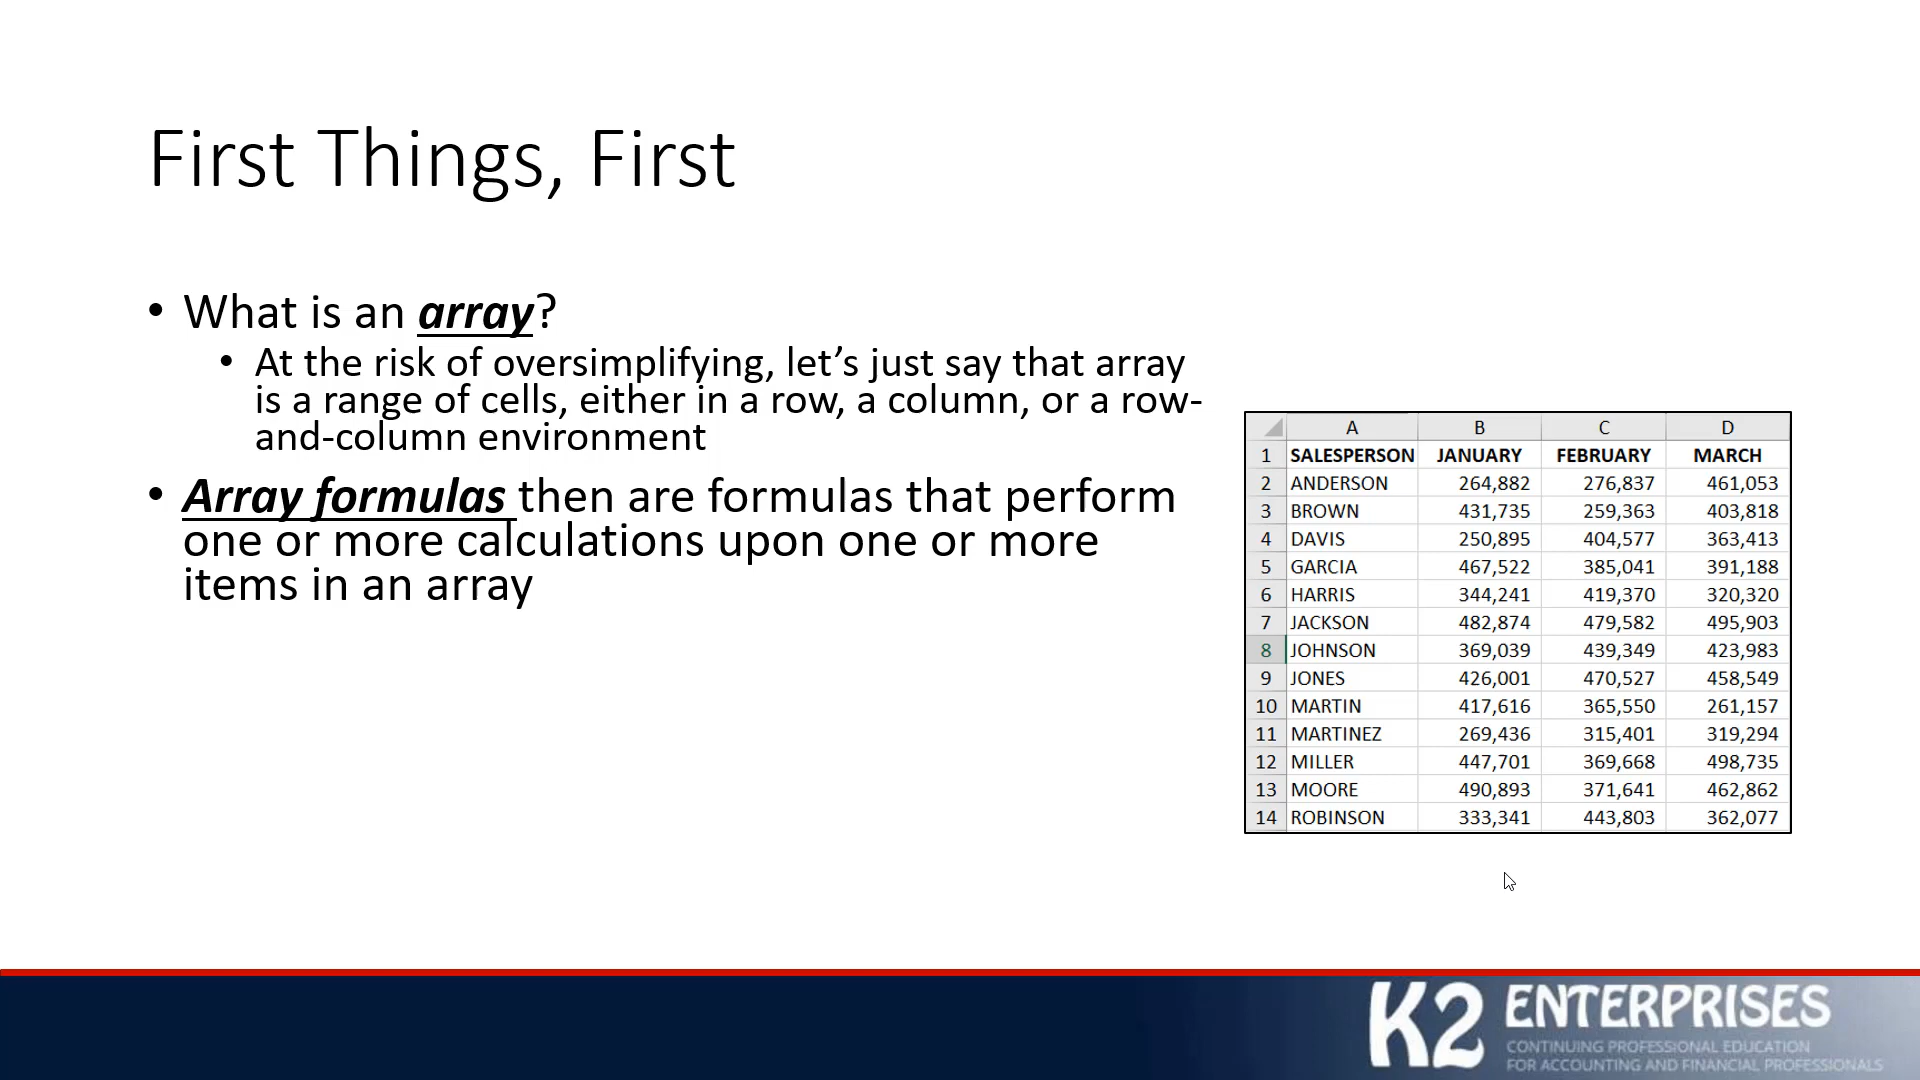 First Things, First
• What is an array?
• At the risk of oversimplifying, let’s just say that array
is a range of cells, either in a row, a column, or a row-
and-column environment
• Array formulas then are formulas that perform
one or more calculations upon one or more
items in an array
A B C D
1 SALESPERSON JANUARY FEBRUARY MARCH
2 ANDERSON 264,882 276,837 461,053
3 BROWN 431,735 259,363 403,818
4 DAVIS 250,895 404,577 363,413
5 GARCIA 467,522 385,041 391,188
6 HARRIS 344,241 419,370 320,320
7 JACKSON 482,874 479,582 495,903
8 JOHNSON 369,039 439,349 423,983
9 JONES 426,001 470,527 458,549
10 MARTIN 417,616 365,550 261,157
11 MARTINEZ 269,436 315,401 319,294
12 MILLER 447,701 369,668 498,735
13 MOORE 490,893 371,641 462,862
14 ROBINSON 333,341 443,803 362,077
K2 ENTERPRISES
CONTINUING PROFESSIONAL EDUCATION
FOR ACCOUNTING AND FINANCIAL PROFESSIONALS